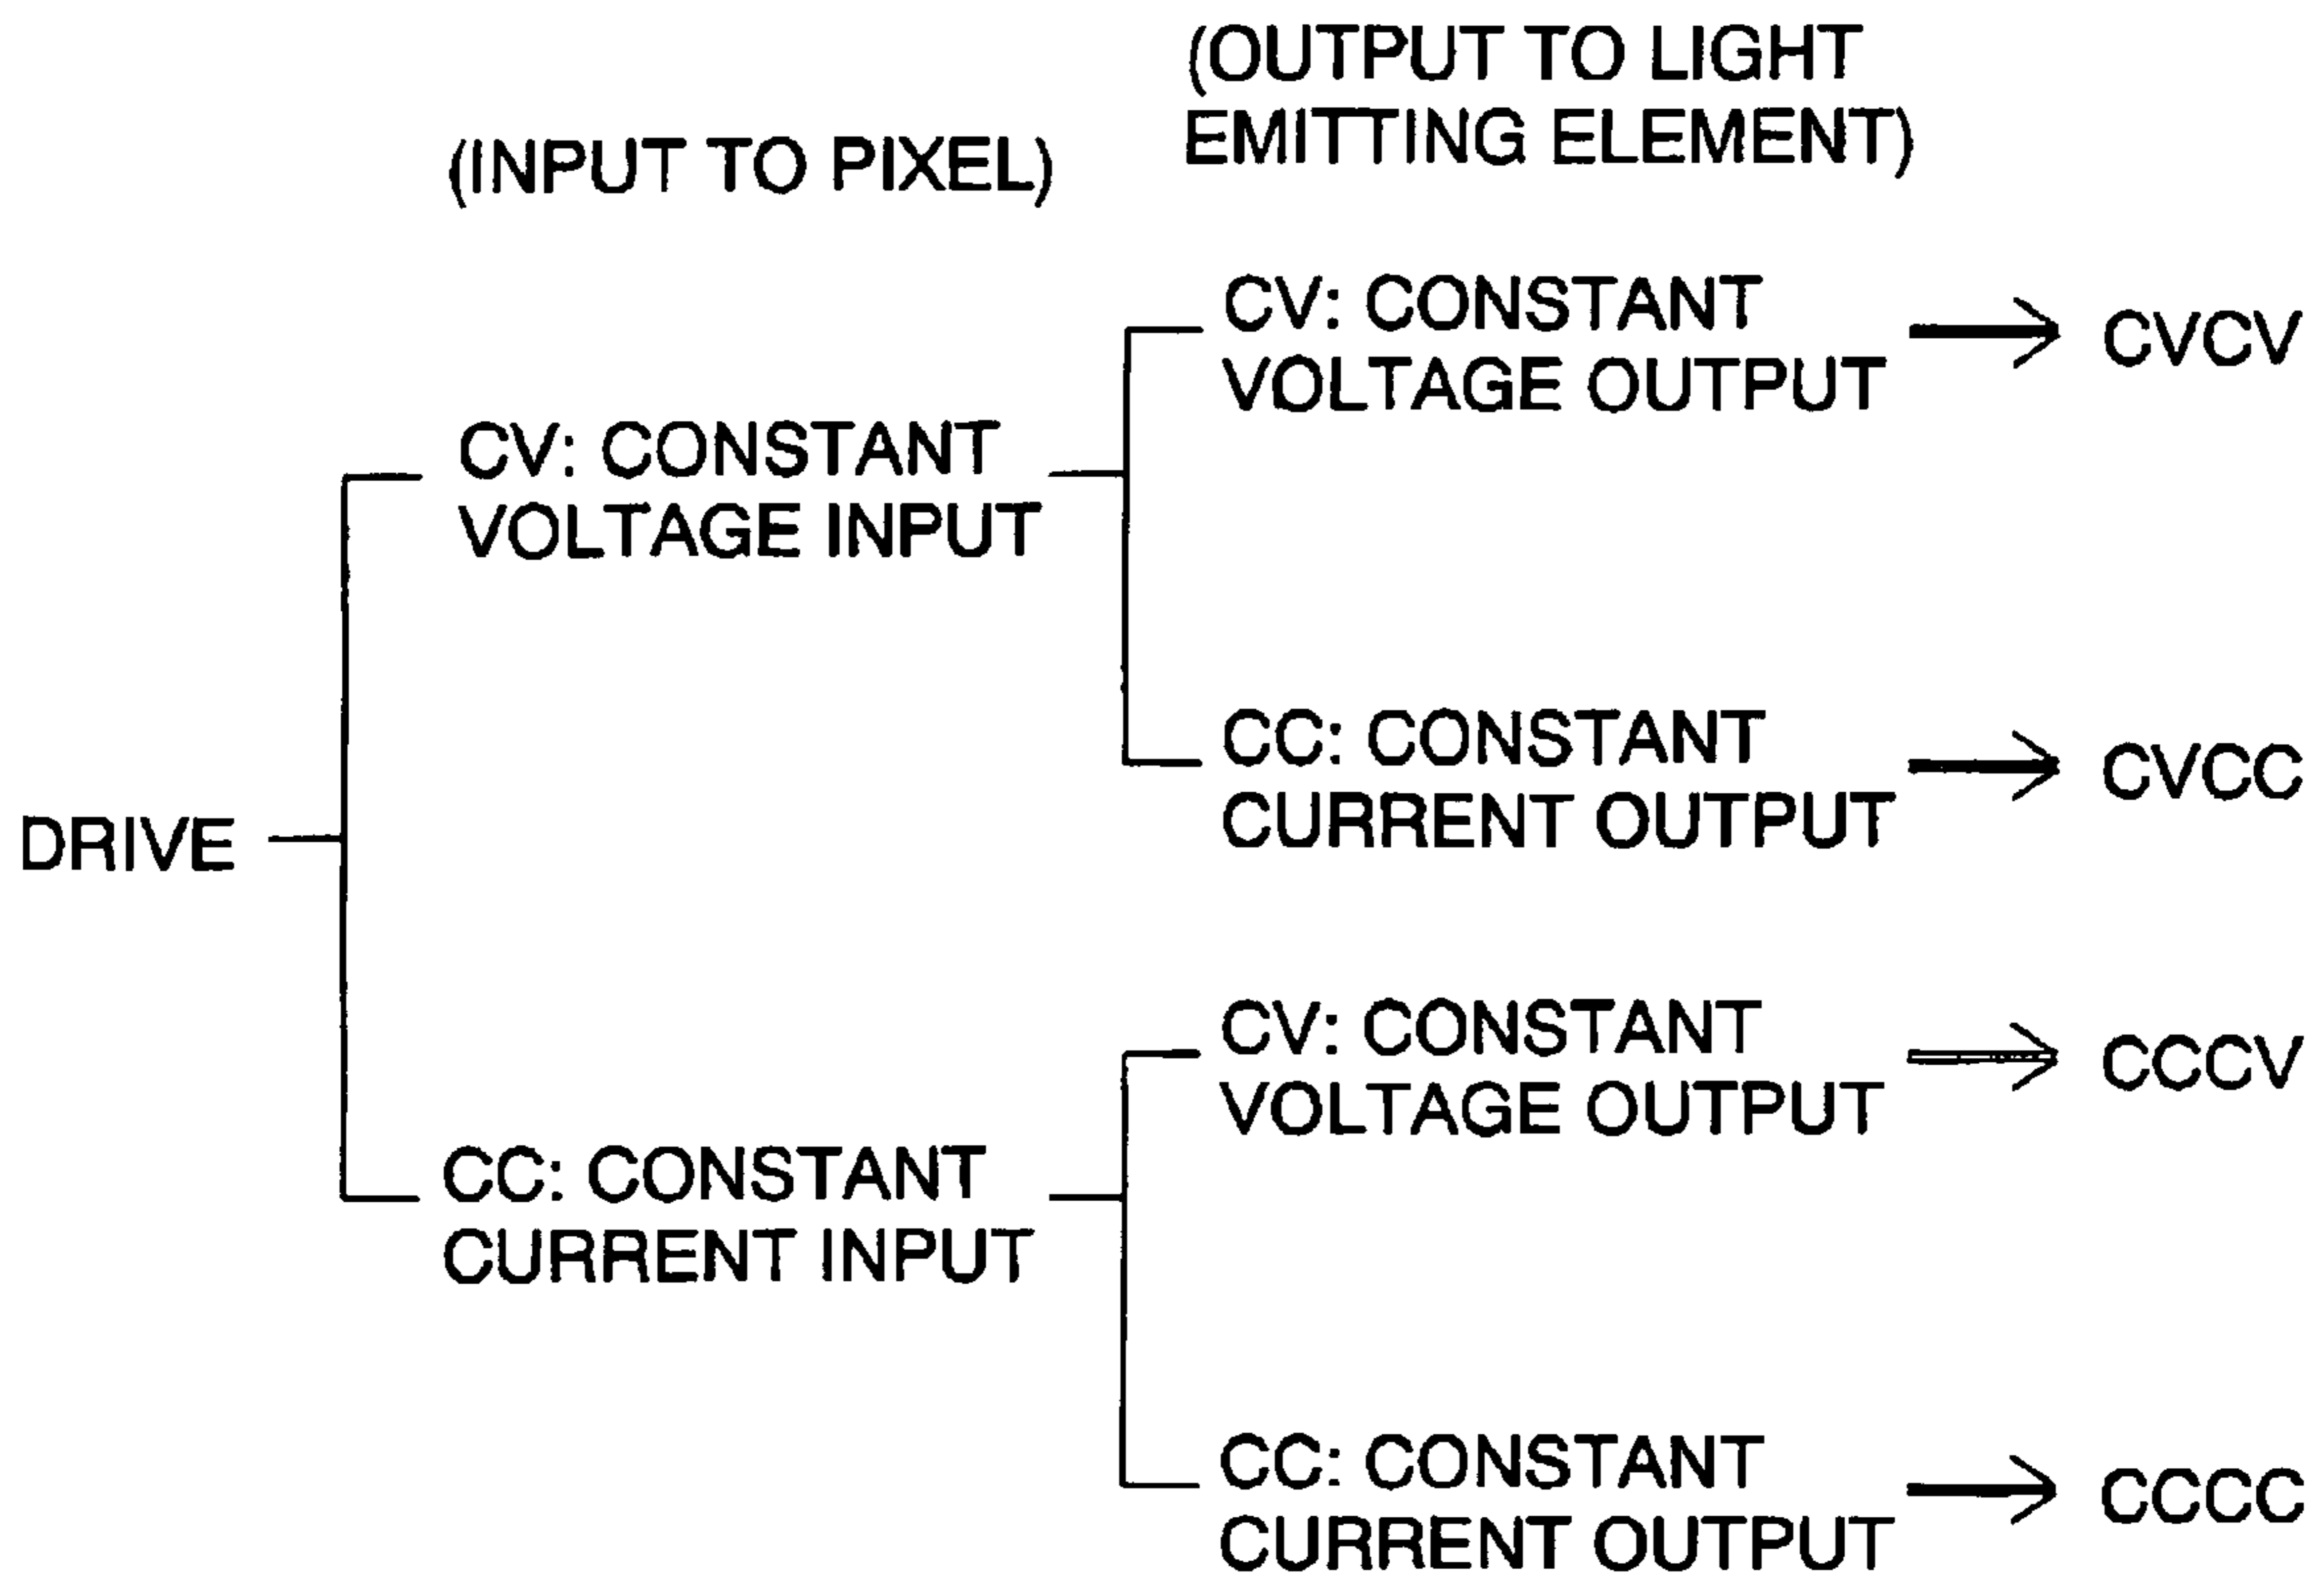 (INPUT TO PIXEL)
(OUTPUT TO LIGHT
EMITTING ELEMENT)
DRIVE
CV: CONSTANT
VOLTAGE INPUT
CV: CONSTANT
VOLTAGE OUTPUT
CVCV
CC: CONSTANT
CURRENT OUTPUT
CVCC
CC: CONSTANT
CURRENT INPUT
CV: CONSTANT
VOLTAGE OUTPUT
CCCV
CC: CONSTANT
CURRENT OUTPUT
CCCC